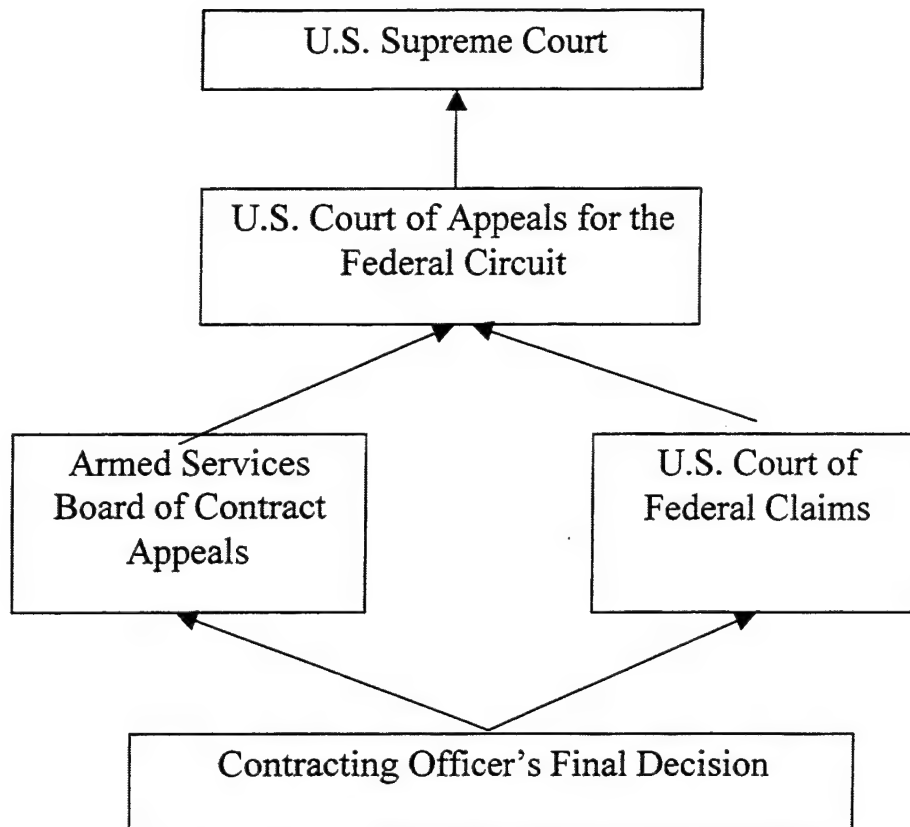 U.S. Supreme Court
U.S. Court of Appeals for the
Federal Circuit
Armed Services
Board of Contract
Appeals
U.S. Court of
Federal Claims
Contracting Officer’s Final Decision